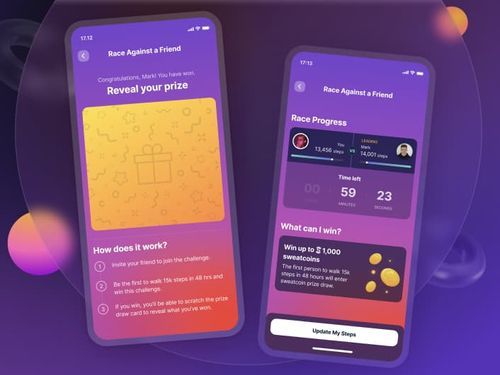 17.12
Race Against a Friend
Congratulations, Mark! You have won.
Reveal your prize
How does it work?
1 Invite your friend to join the challenge.
2 Be the first to walk 15k steps in 48 hrs and
win this challenge.
3 If you win, you'll be able to scratch the prize
draw card to reveal what you've won.
17:13
Race Against a Friend
Race Progress
You
13,456 steps
vs
LEADING
Mark
14,001 steps
Time left
00
59
MINUTES
23
SECONDS
What can I win?
Win up to 1,000
sweatcoins
The first person to walk 15k
steps in 48 hours will enter
sweatcoin prize draw.
Update My Steps